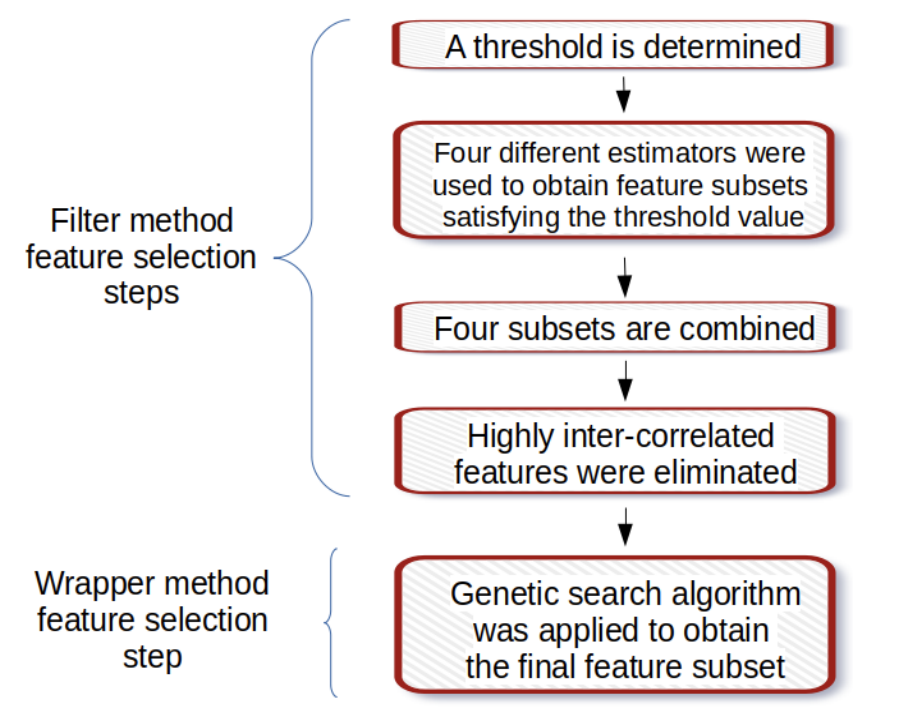 A threshold is determined
Four different estimators were
used to obtain feature subsets
satisfying the threshold value
Filter method
feature selection
steps
Four subsets are combined
Highly inter-correlated
features were eliminated
Wrapper method
feature selection
step
Genetic search algorithm
was applied to obtain
the final feature subset